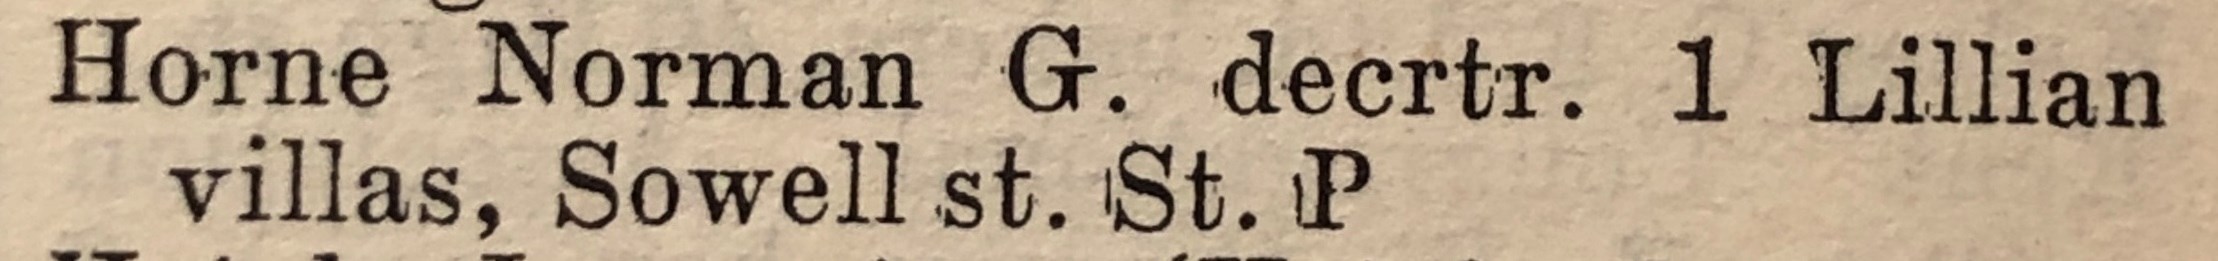 Horne Norman G. decrtr. 1 Lillian
villas, Sowell st. St. P